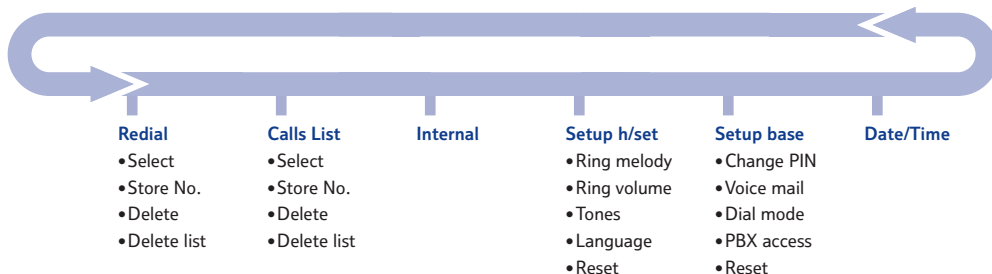 Redial
•Select
•Store No.
•Delete
•Delete list
Calls List
•Select
•Store No.
•Delete
•Delete list
Internal
Setup h/set
•Ring melody
•Ring volume
•Tones
•Language
•Reset
Setup base
•Change PIN
•Voice mail
•Dial mode
•PBX access
•Reset
Date/Time